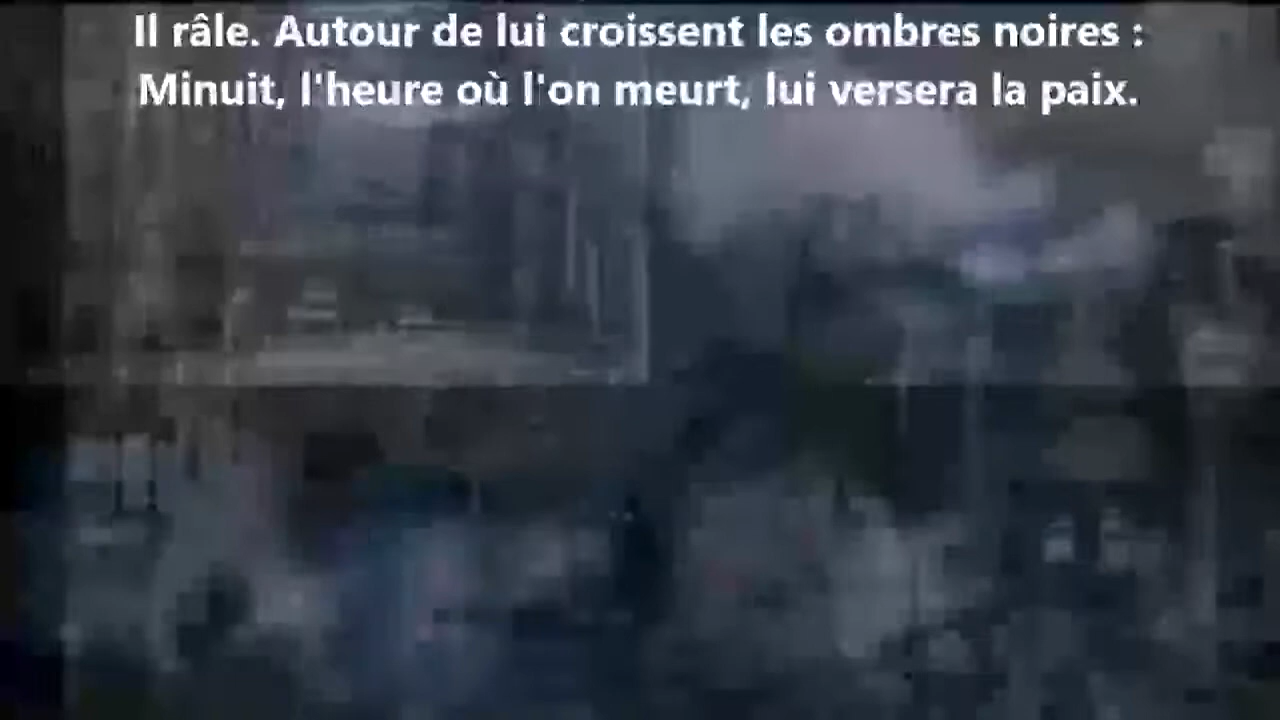 Il râle. Autour de lui croissent les ombres noires :
Minuit, l'heure où l'on meurt, lui versera la paix.